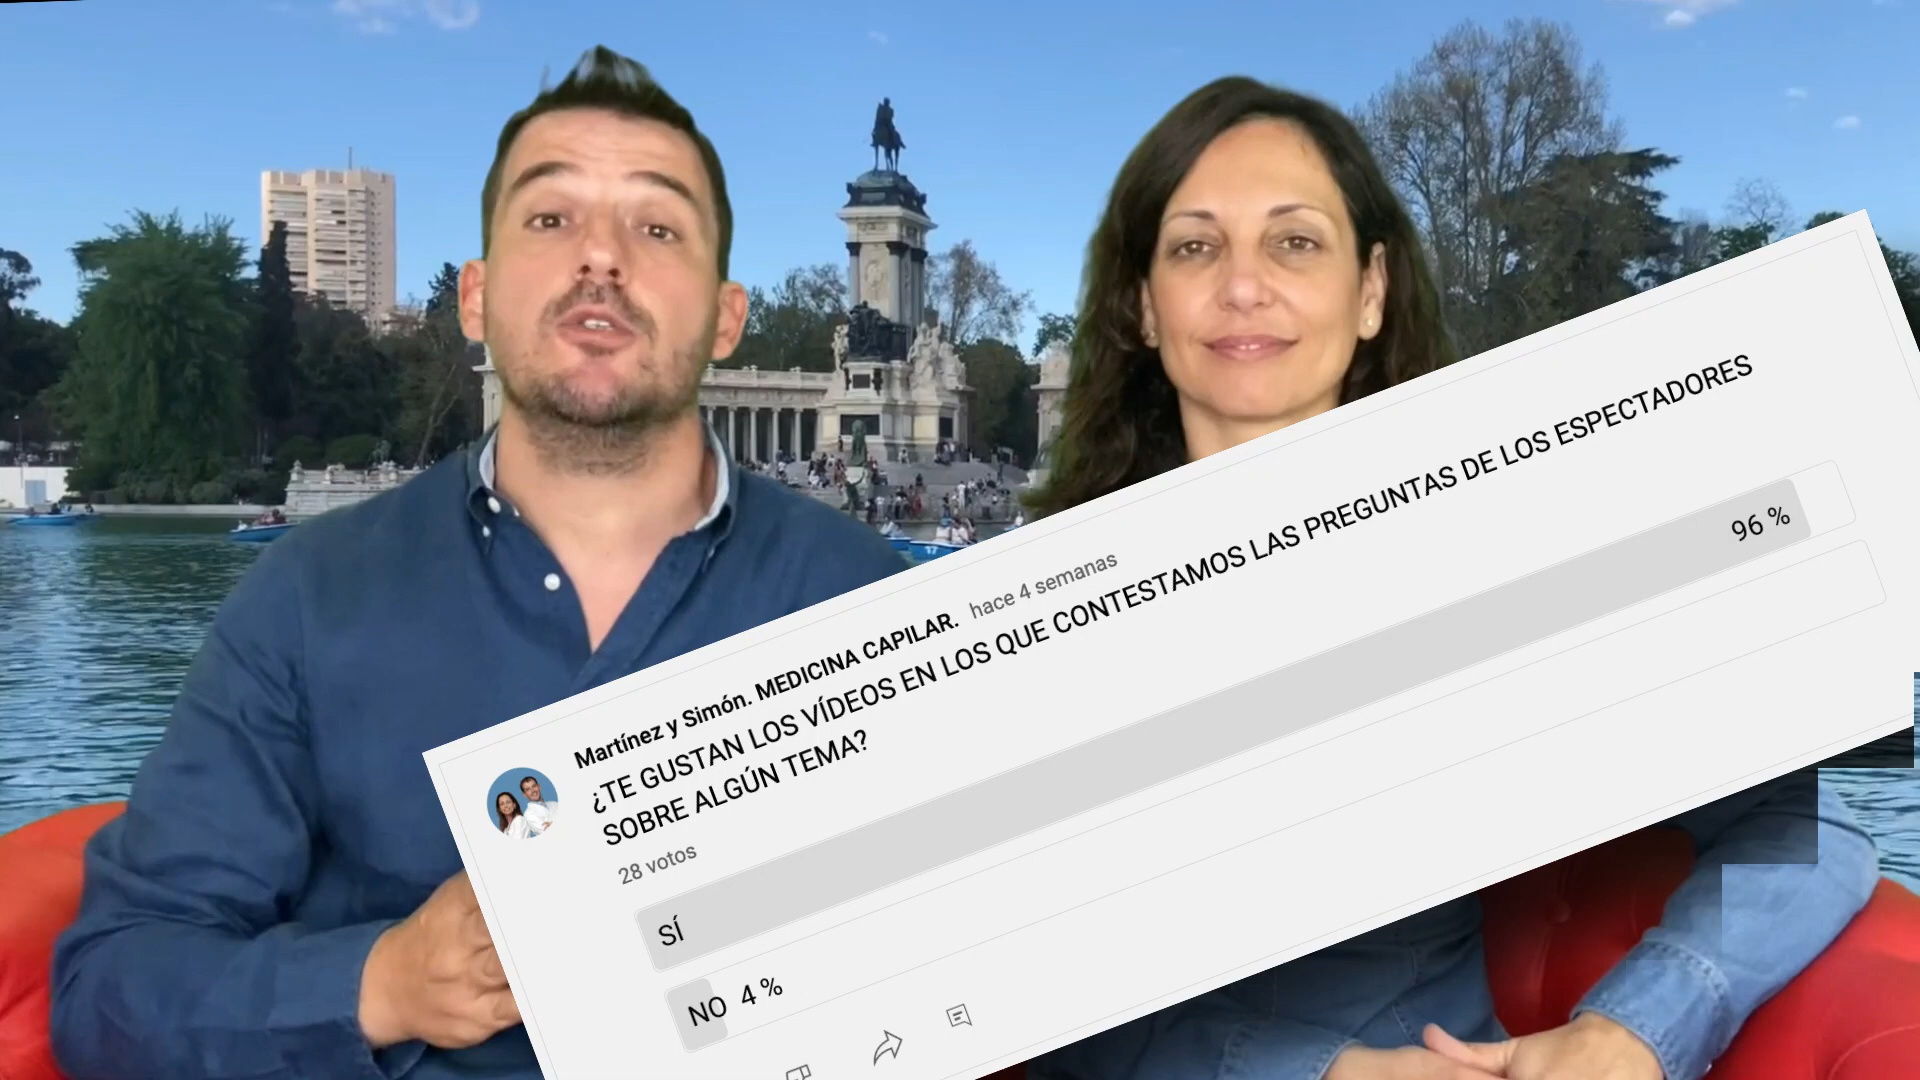 Martínez y Simón. MEDICINA CAPILAR. hace 4 semanas
¿TE GUSTAN LOS VÍDEOS EN LOS QUE CONTESTAMOS LAS PREGUNTAS DE LOS ESPECTADORES
SOBRE ALGÚN TEMA?
28 votos
SÍ 96 %
NO 4 %
17